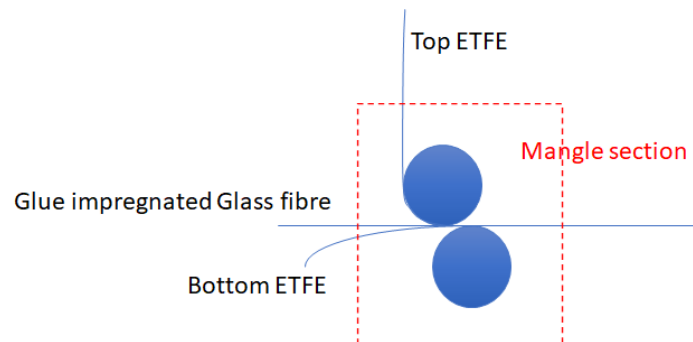 Top ETFE
Mangle section
Glue impregnated Glass fibre
Bottom ETFE